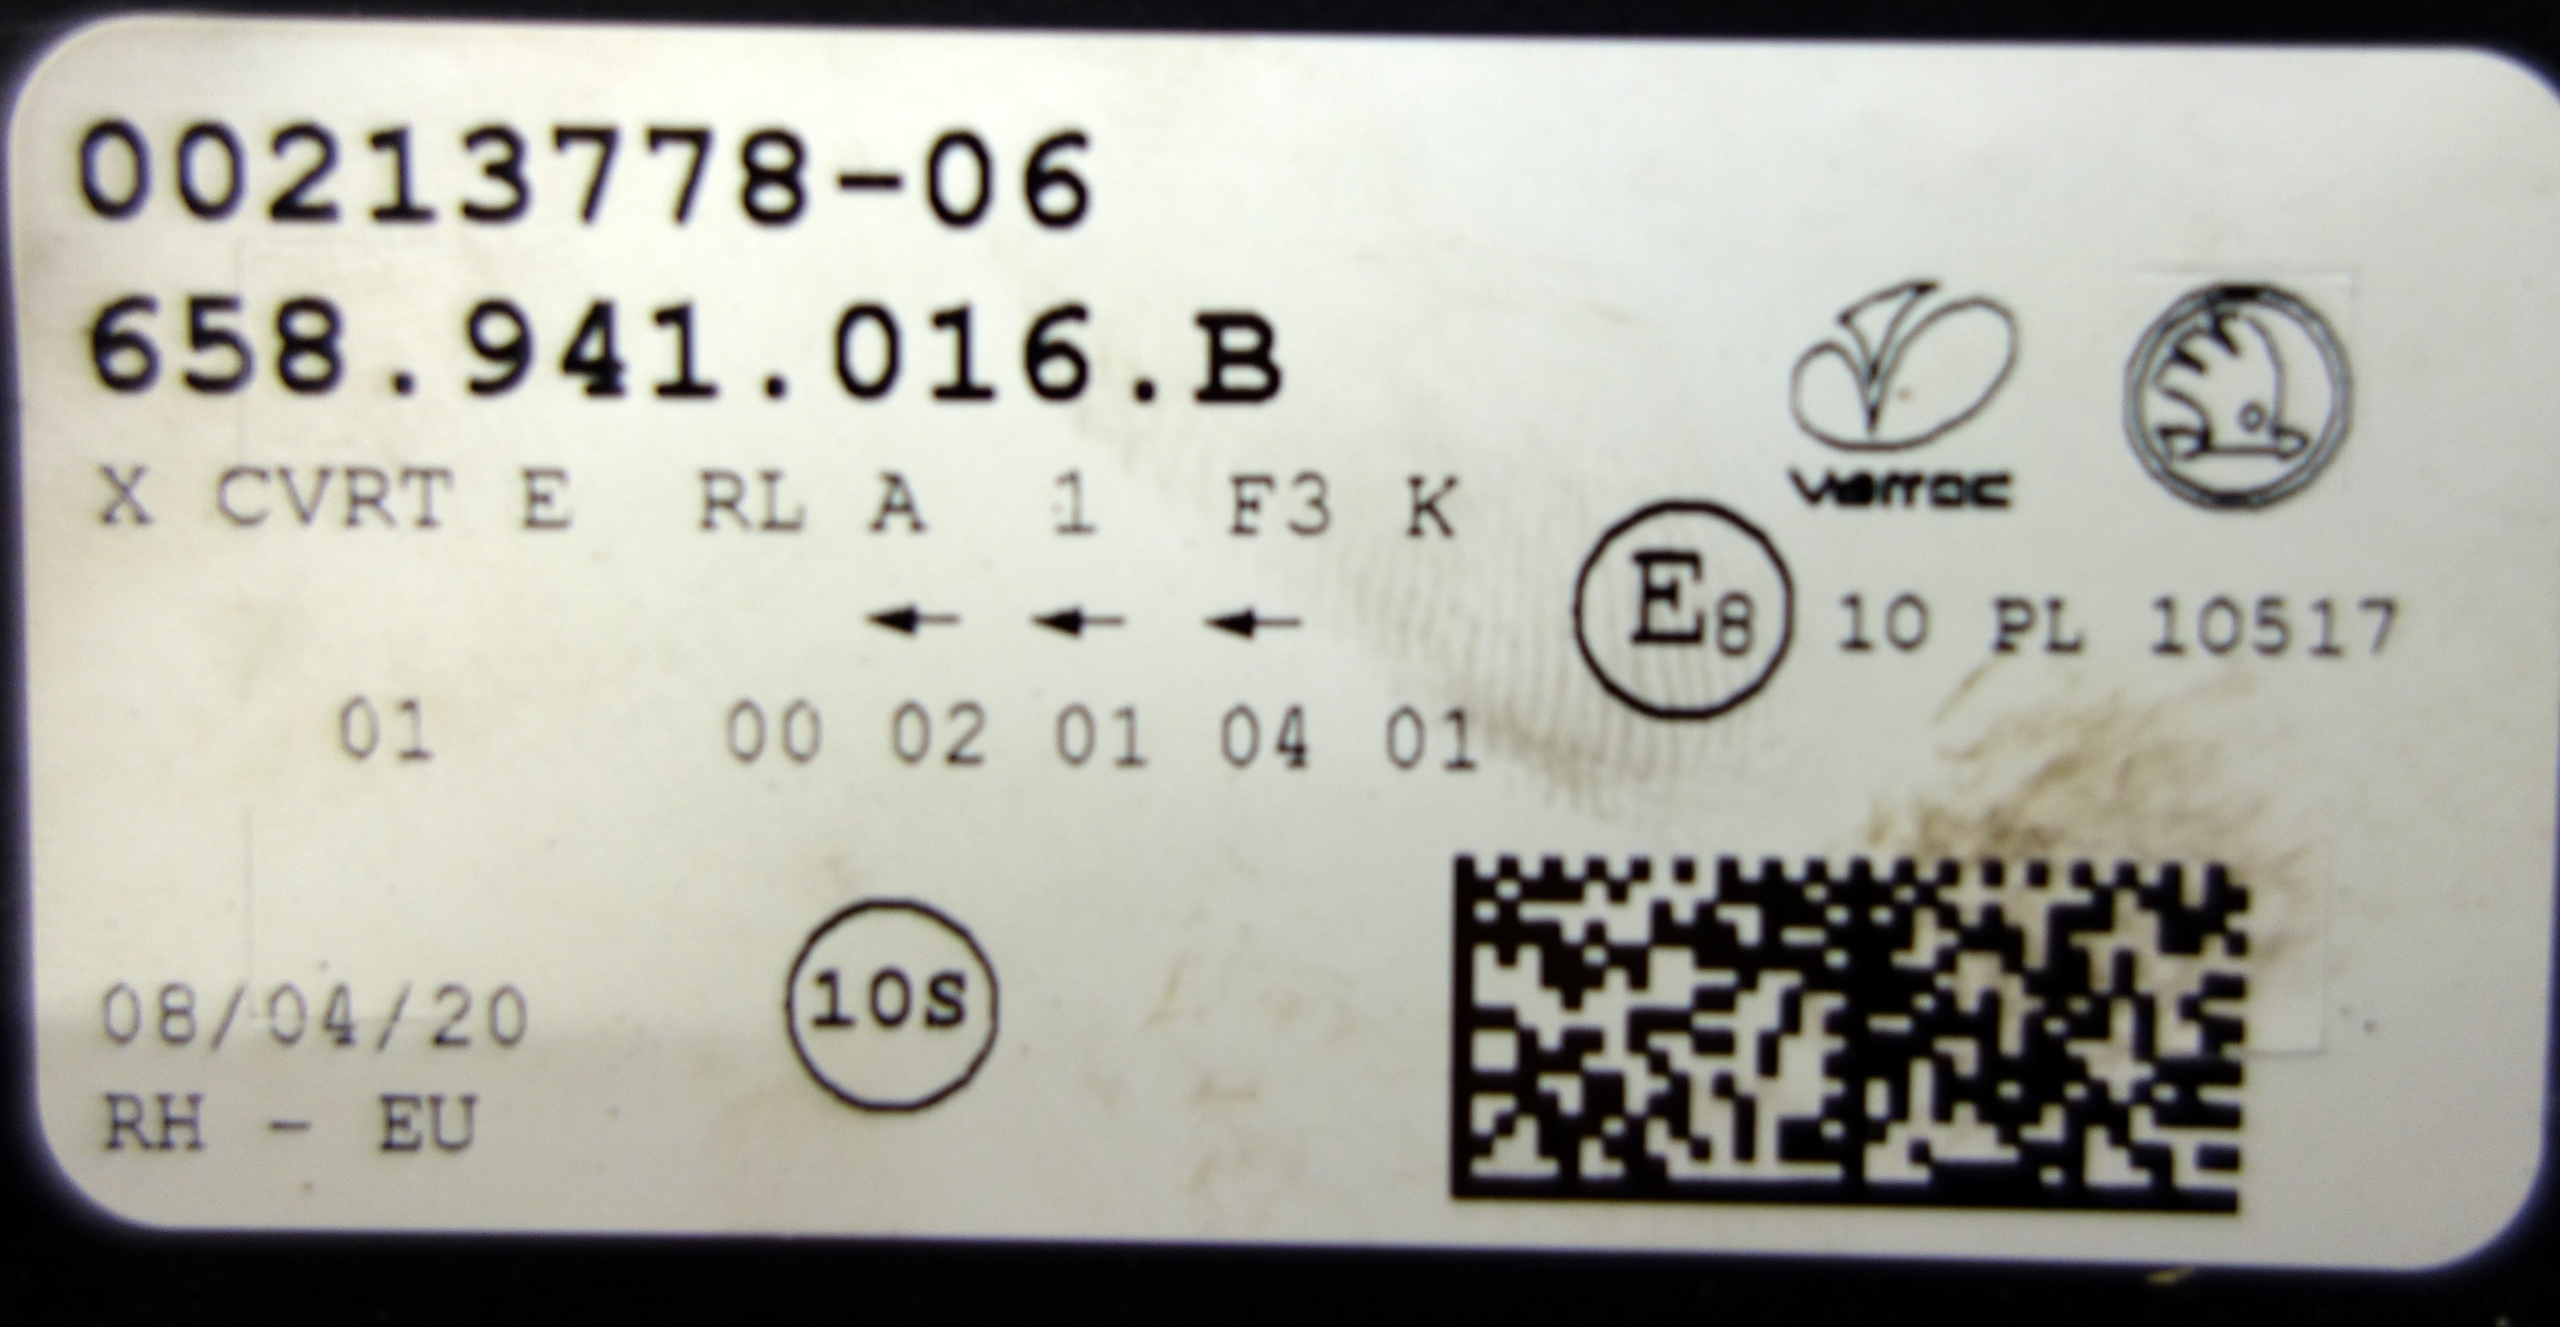 00213778-06
658.941.016.B
X CVRT E RL A 1 F3 K
← ← ←
01 00 02 01 04 01
varroc
E8 10 PL 10517
10S
08/04/20
RH - EU